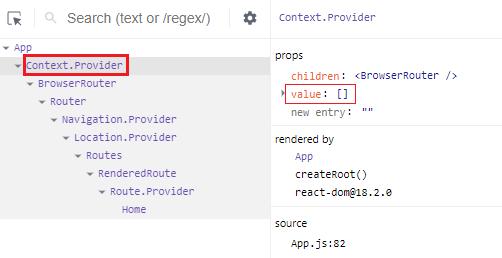 Search (text or /regex/)
App
Context.Provider
BrowserRouter
Router
Navigation.Provider
Location.Provider
Routes
RenderedRoute
Route.Provider
Home
Context.Provider
props
children: <BrowserRouter />
value: []
new entry: ""
rendered by
App
createRoot()
react-dom@18.2.0
source
App.js:82